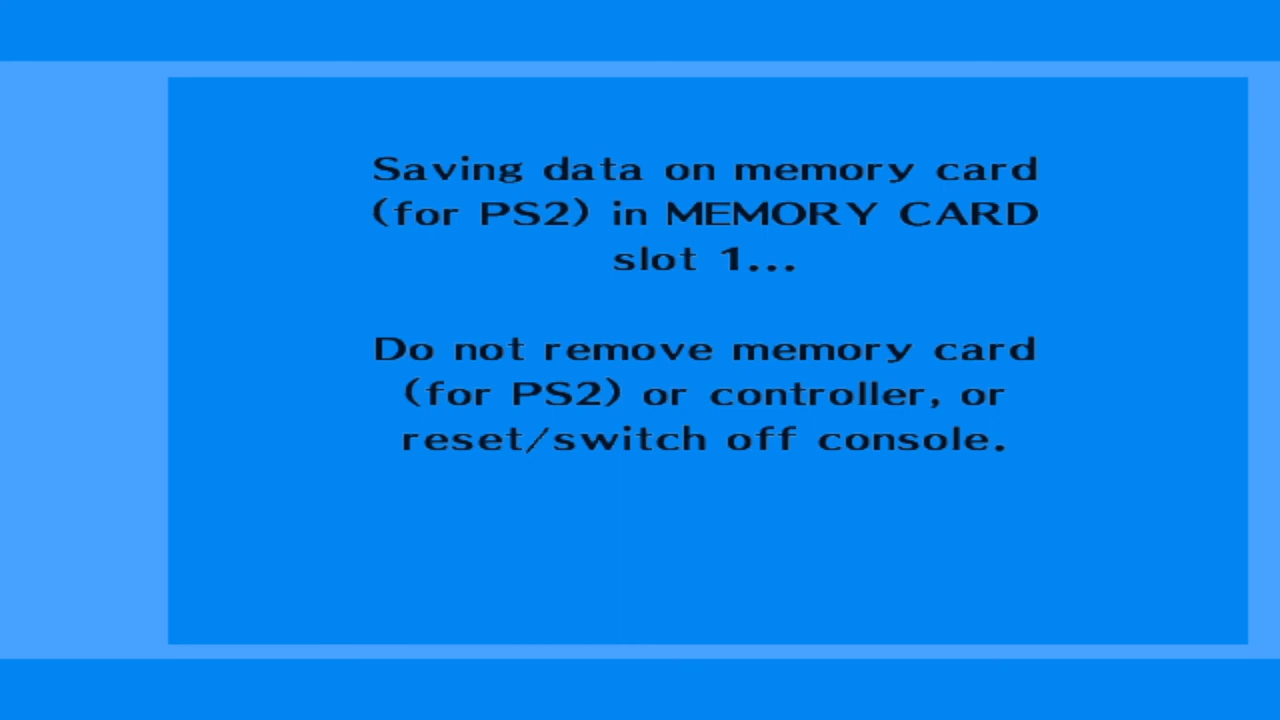 Saving data on memory card
(for PS2) in MEMORY CARD
slot 1...
Do not remove memory card
(for PS2) or controller, or
reset/switch off console.